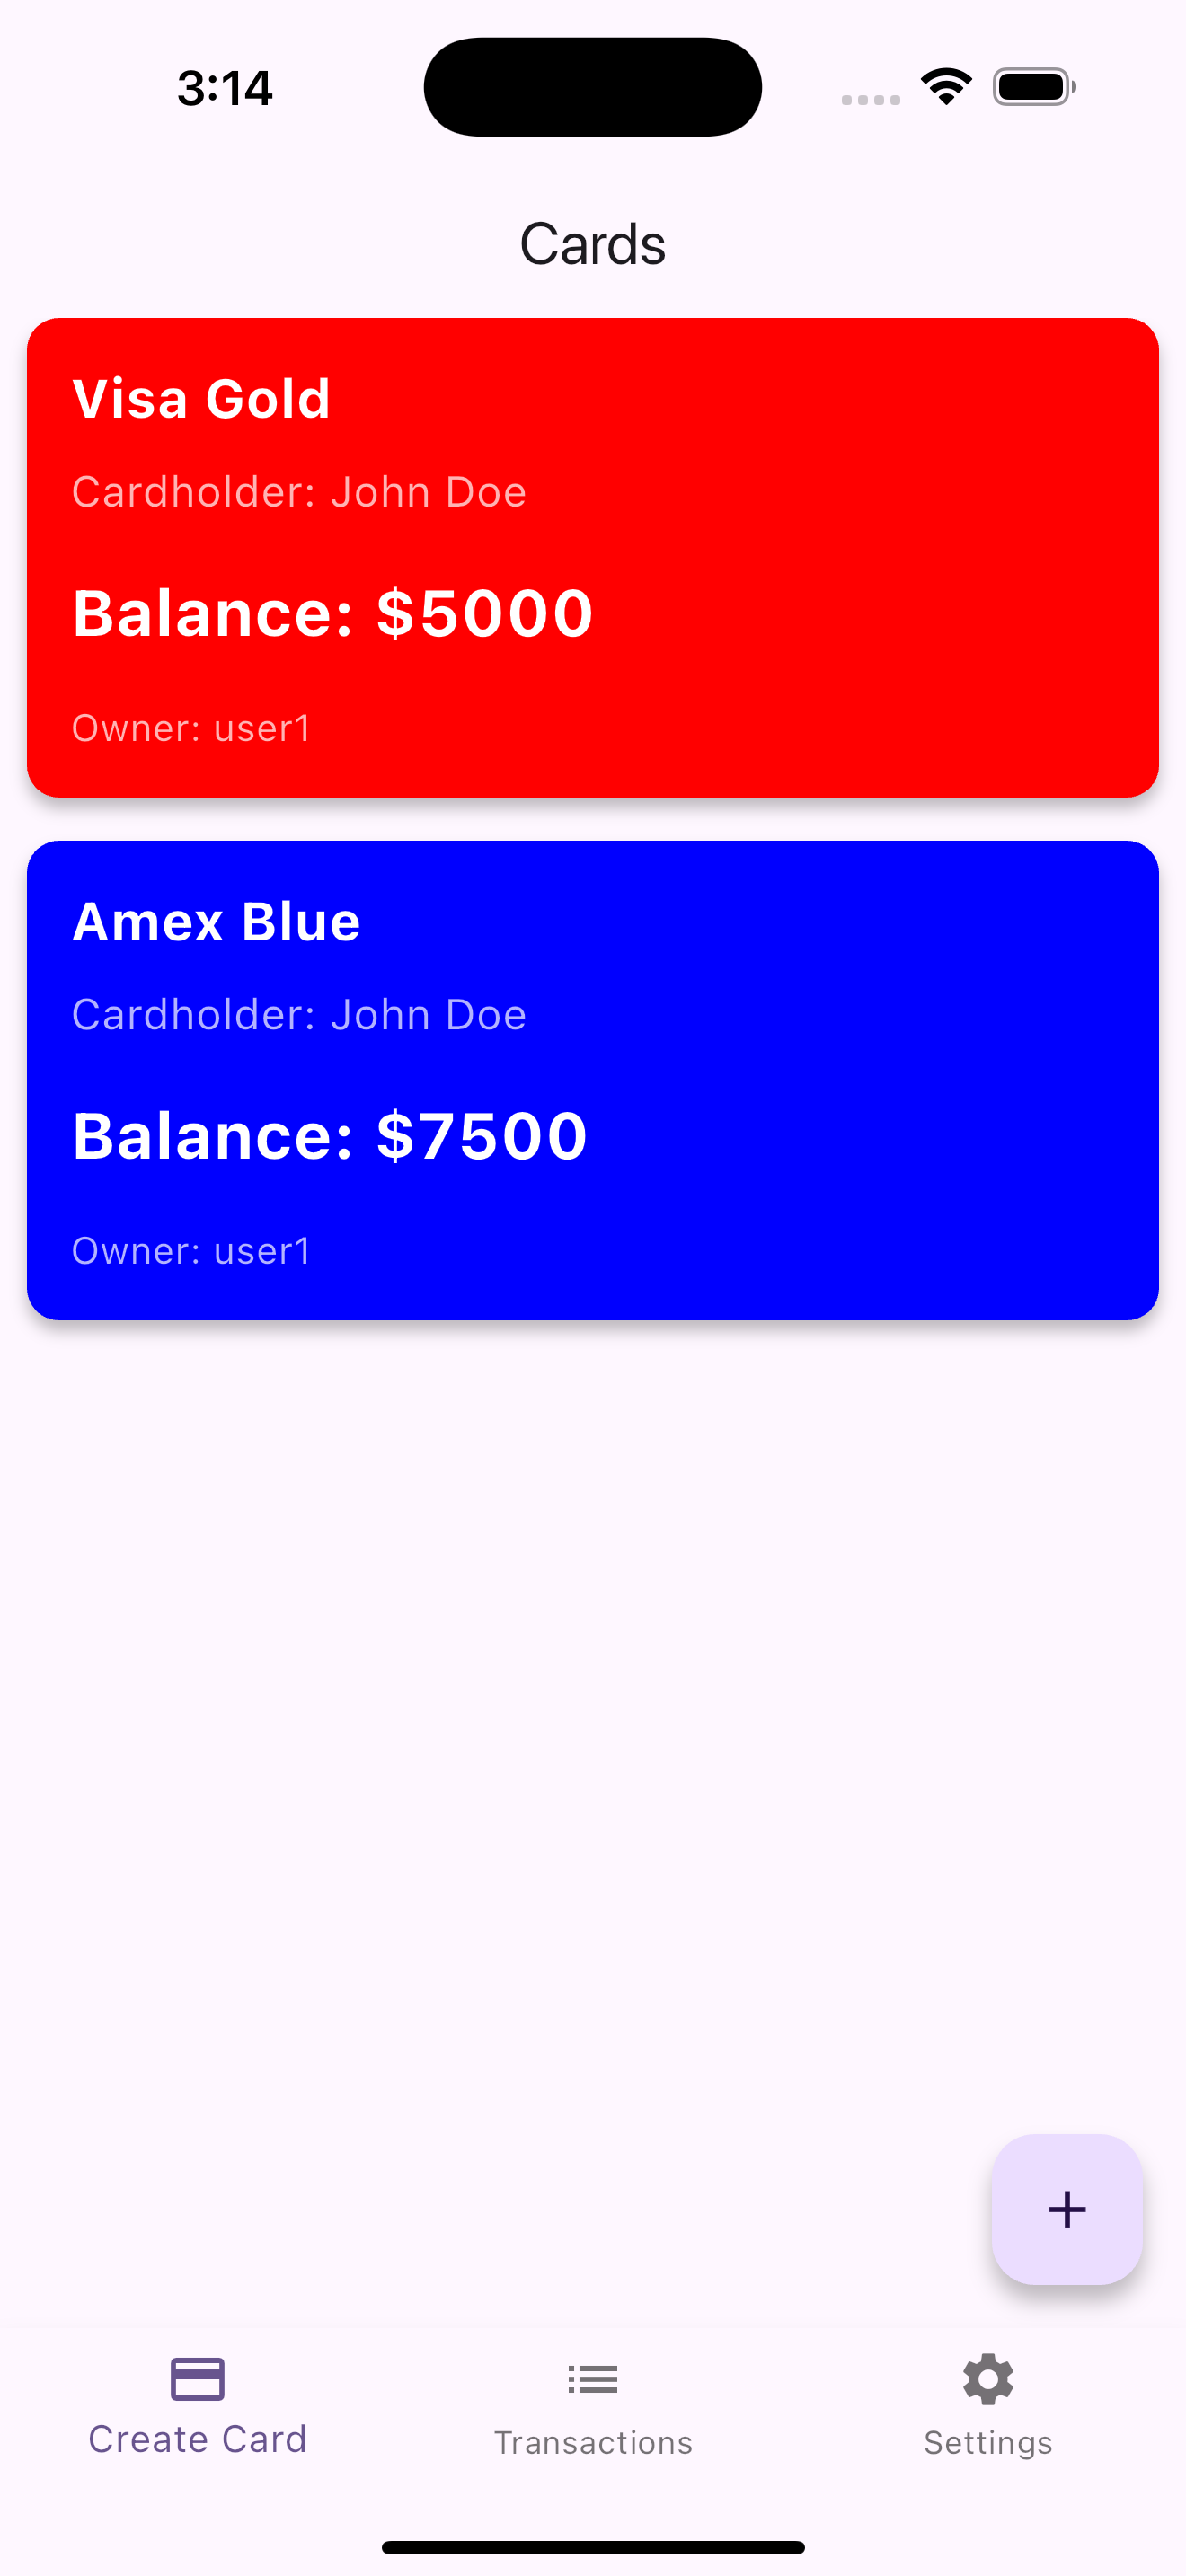 3:14
Cards
Visa Gold
Cardholder: John Doe
Balance: $5000
Owner: user1
Amex Blue
Cardholder: John Doe
Balance: $7500
Owner: user1
+
Create Card
Transactions
Settings